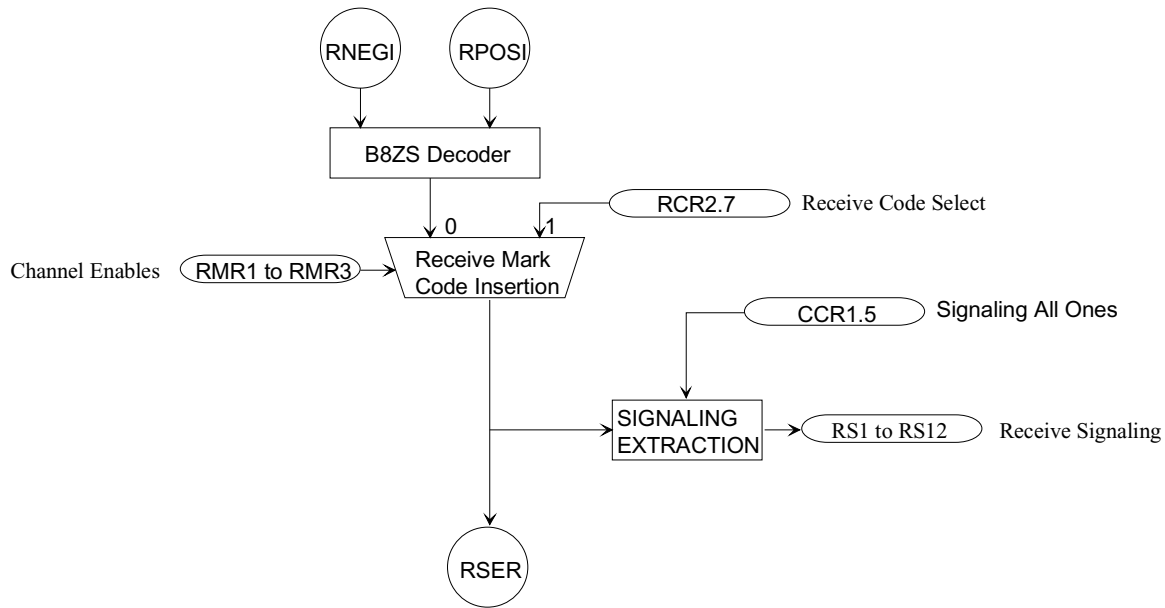 RNEGI
RPOSI
B8ZS Decoder
RCR2.7
Receive Code Select
0
1
Receive Mark
Code Insertion
Channel Enables
RMR1 to RMR3
CCR1.5
Signaling All Ones
SIGNALING
EXTRACTION
RS1 to RS12
Receive Signaling
RSER